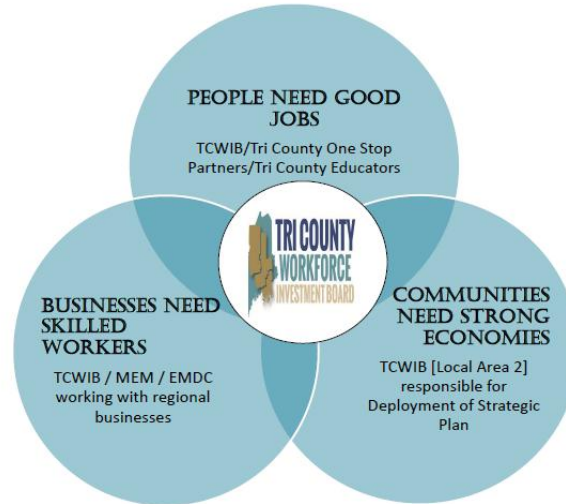 PEOPLE NEED GOOD
JOBS
TCWIB/Tri County One Stop
Partners/Tri County Educators
TRI COUNTY
WORKFORCE
INVESTMENT BOARD
BUSINESSES NEED
SKILLED
WORKERS
TCWIB / MEM / EMDC
working with regional
businesses
COMMUNITIES
NEED STRONG
ECONOMIES
TCWIB [Local Area 2]
responsible for
Deployment of Strategic
Plan